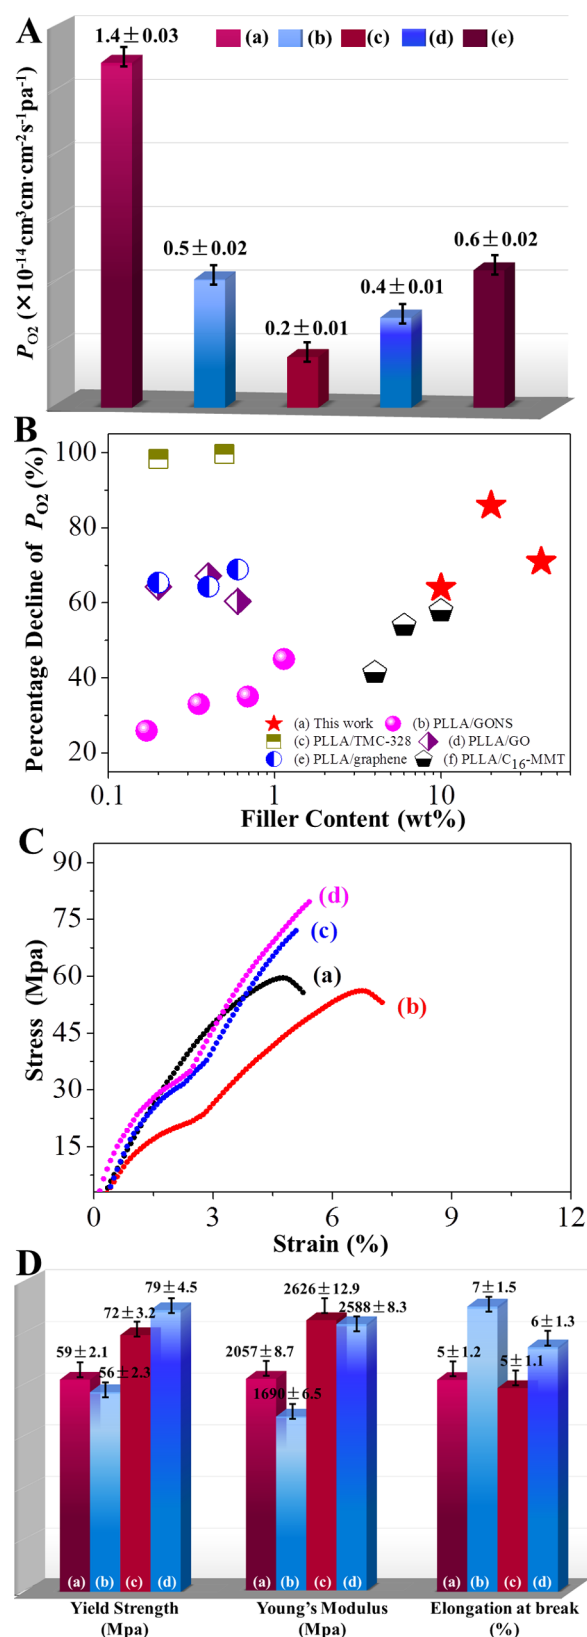 A
1.4±0.03
(a) (b) (c) (d) (e)
0.5±0.02
0.2±0.01
0.4±0.01
0.6±0.02
P O2 (×10-14cm3cm·cm-2s-1pa-1)
B
100
80
60
40
20
Percentage Decline of P O2 (%)
(a) This work (b) PLLA/GONS
(c) PLLA/TMC-328 (d) PLLA/GO
(e) PLLA/graphene (f) PLLA/C16-MMT
0.1 1 10
Filler Content (wt%)
C
90
75
60
45
30
15
Stress (Mpa)
(d)
(c)
(a)
(b)
0 3 6 9 12
Strain (%)
D
59±2.1
56±2.3
72±3.2
79±4.5
2057±8.7
1690±6.5
2626±12.9
2588±8.3
5±1.2
7±1.5
5±1.1
6±1.3
(a) (b) (c) (d) (a) (b) (c) (d) (a) (b) (c) (d)
Yield Strength Young's Modulus Elongation at break
(Mpa) (Mpa) (%)